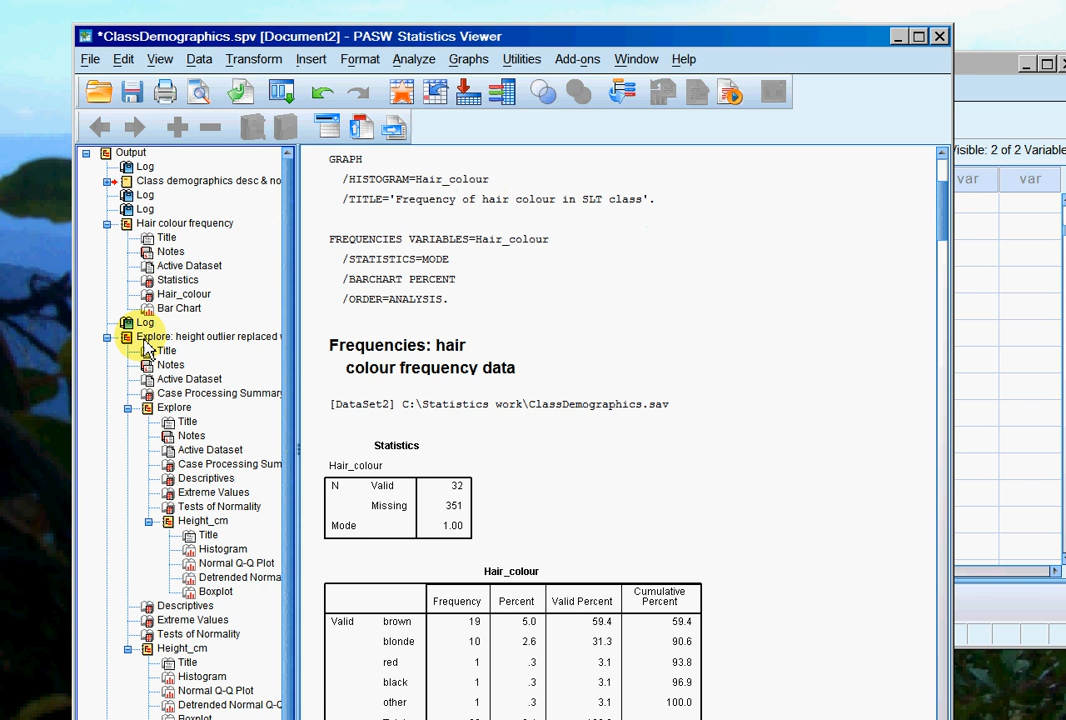 *ClassDemographics.spv [Document2] - PASW Statistics Viewer
File Edit View Data Transform Insert Format Analyze Graphs Utilities Add-ons Window Help
Visible: 2 of 2 Variable
var var
Output
Log
Class demographics desc & no
Log
Log
Hair colour frequency
Title
Notes
Active Dataset
Statistics
Hair_colour
Bar Chart
Log
Explore: height outlier replaced
Title
Notes
Active Dataset
Case Processing Summary
Explore
Title
Notes
Active Dataset
Case Processing Sum
Descriptives
Extreme Values
Tests of Normality
Height_cm
Title
Histogram
Normal Q-Q Plot
Detrended Norma
Boxplot
Descriptives
Extreme Values
Tests of Normality
Height_cm
Title
Histogram
Normal Q-Q Plot
Detrended Normal Q-Q
Boxplot
GRAPH
/HISTOGRAM=Hair_colour
/TITLE='Frequency of hair colour in SLT class'.
FREQUENCIES VARIABLES=Hair_colour
/STATISTICS=MODE
/BARCHART PERCENT
/ORDER=ANALYSIS.
Frequencies: hair
colour frequency data
[DataSet2] C:\Statistics work\ClassDemographics.sav
Statistics
Hair_colour
N Valid 32
Missing 351
Mode 1.00
Hair_colour
Frequency Percent Valid Percent Cumulative Percent
Valid brown 19 5.0 59.4 59.4
blonde 10 2.6 31.3 90.6
red 1 .3 3.1 93.8
black 1 .3 3.1 96.9
other 1 .3 3.1 100.0